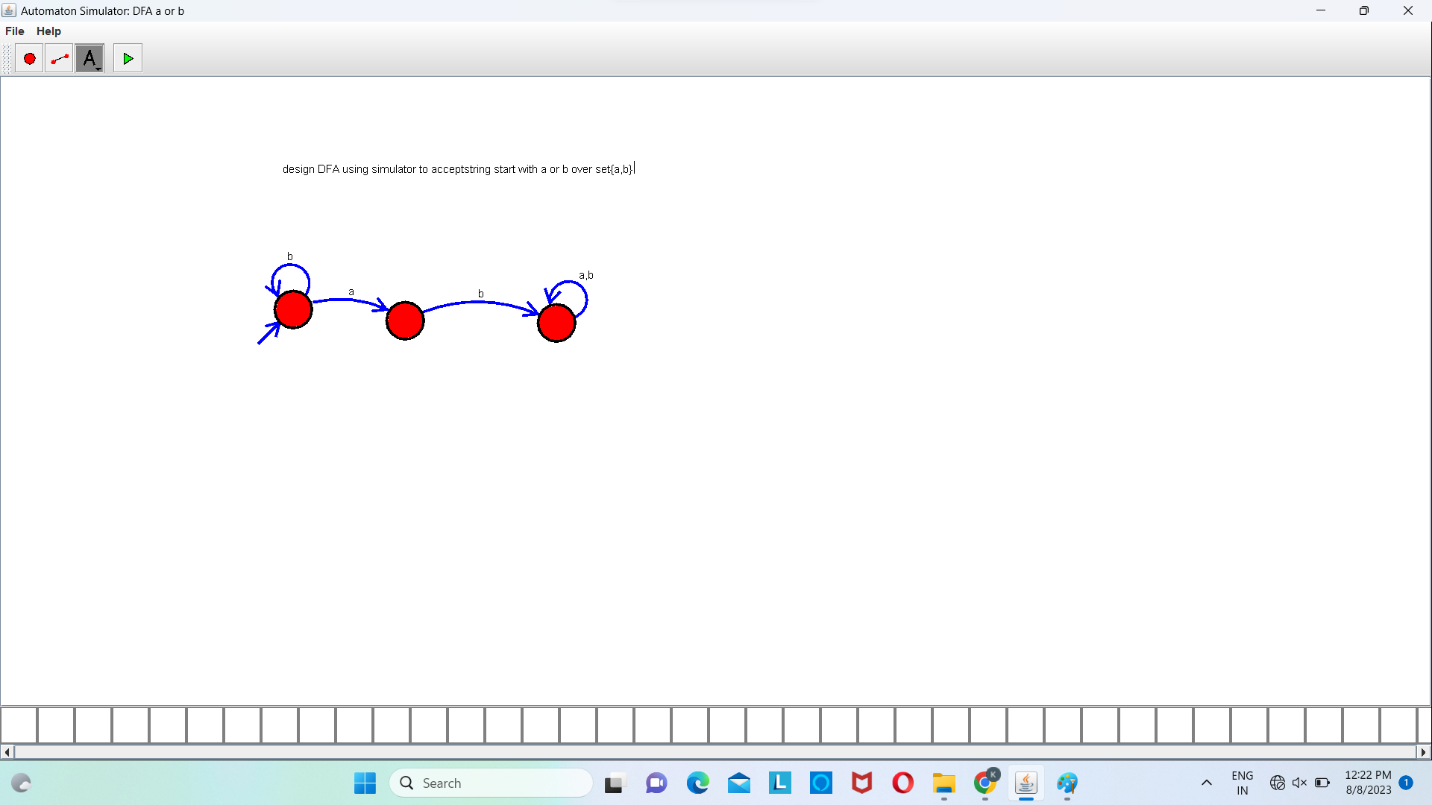 Automaton Simulator: DFA a or b
File Help
A
design DFA using simulator to acceptstring start with a or b over set{a,b}
b
a
b
a,b
Search
L
K
ENG
IN
12:22 PM
8/8/2023
1